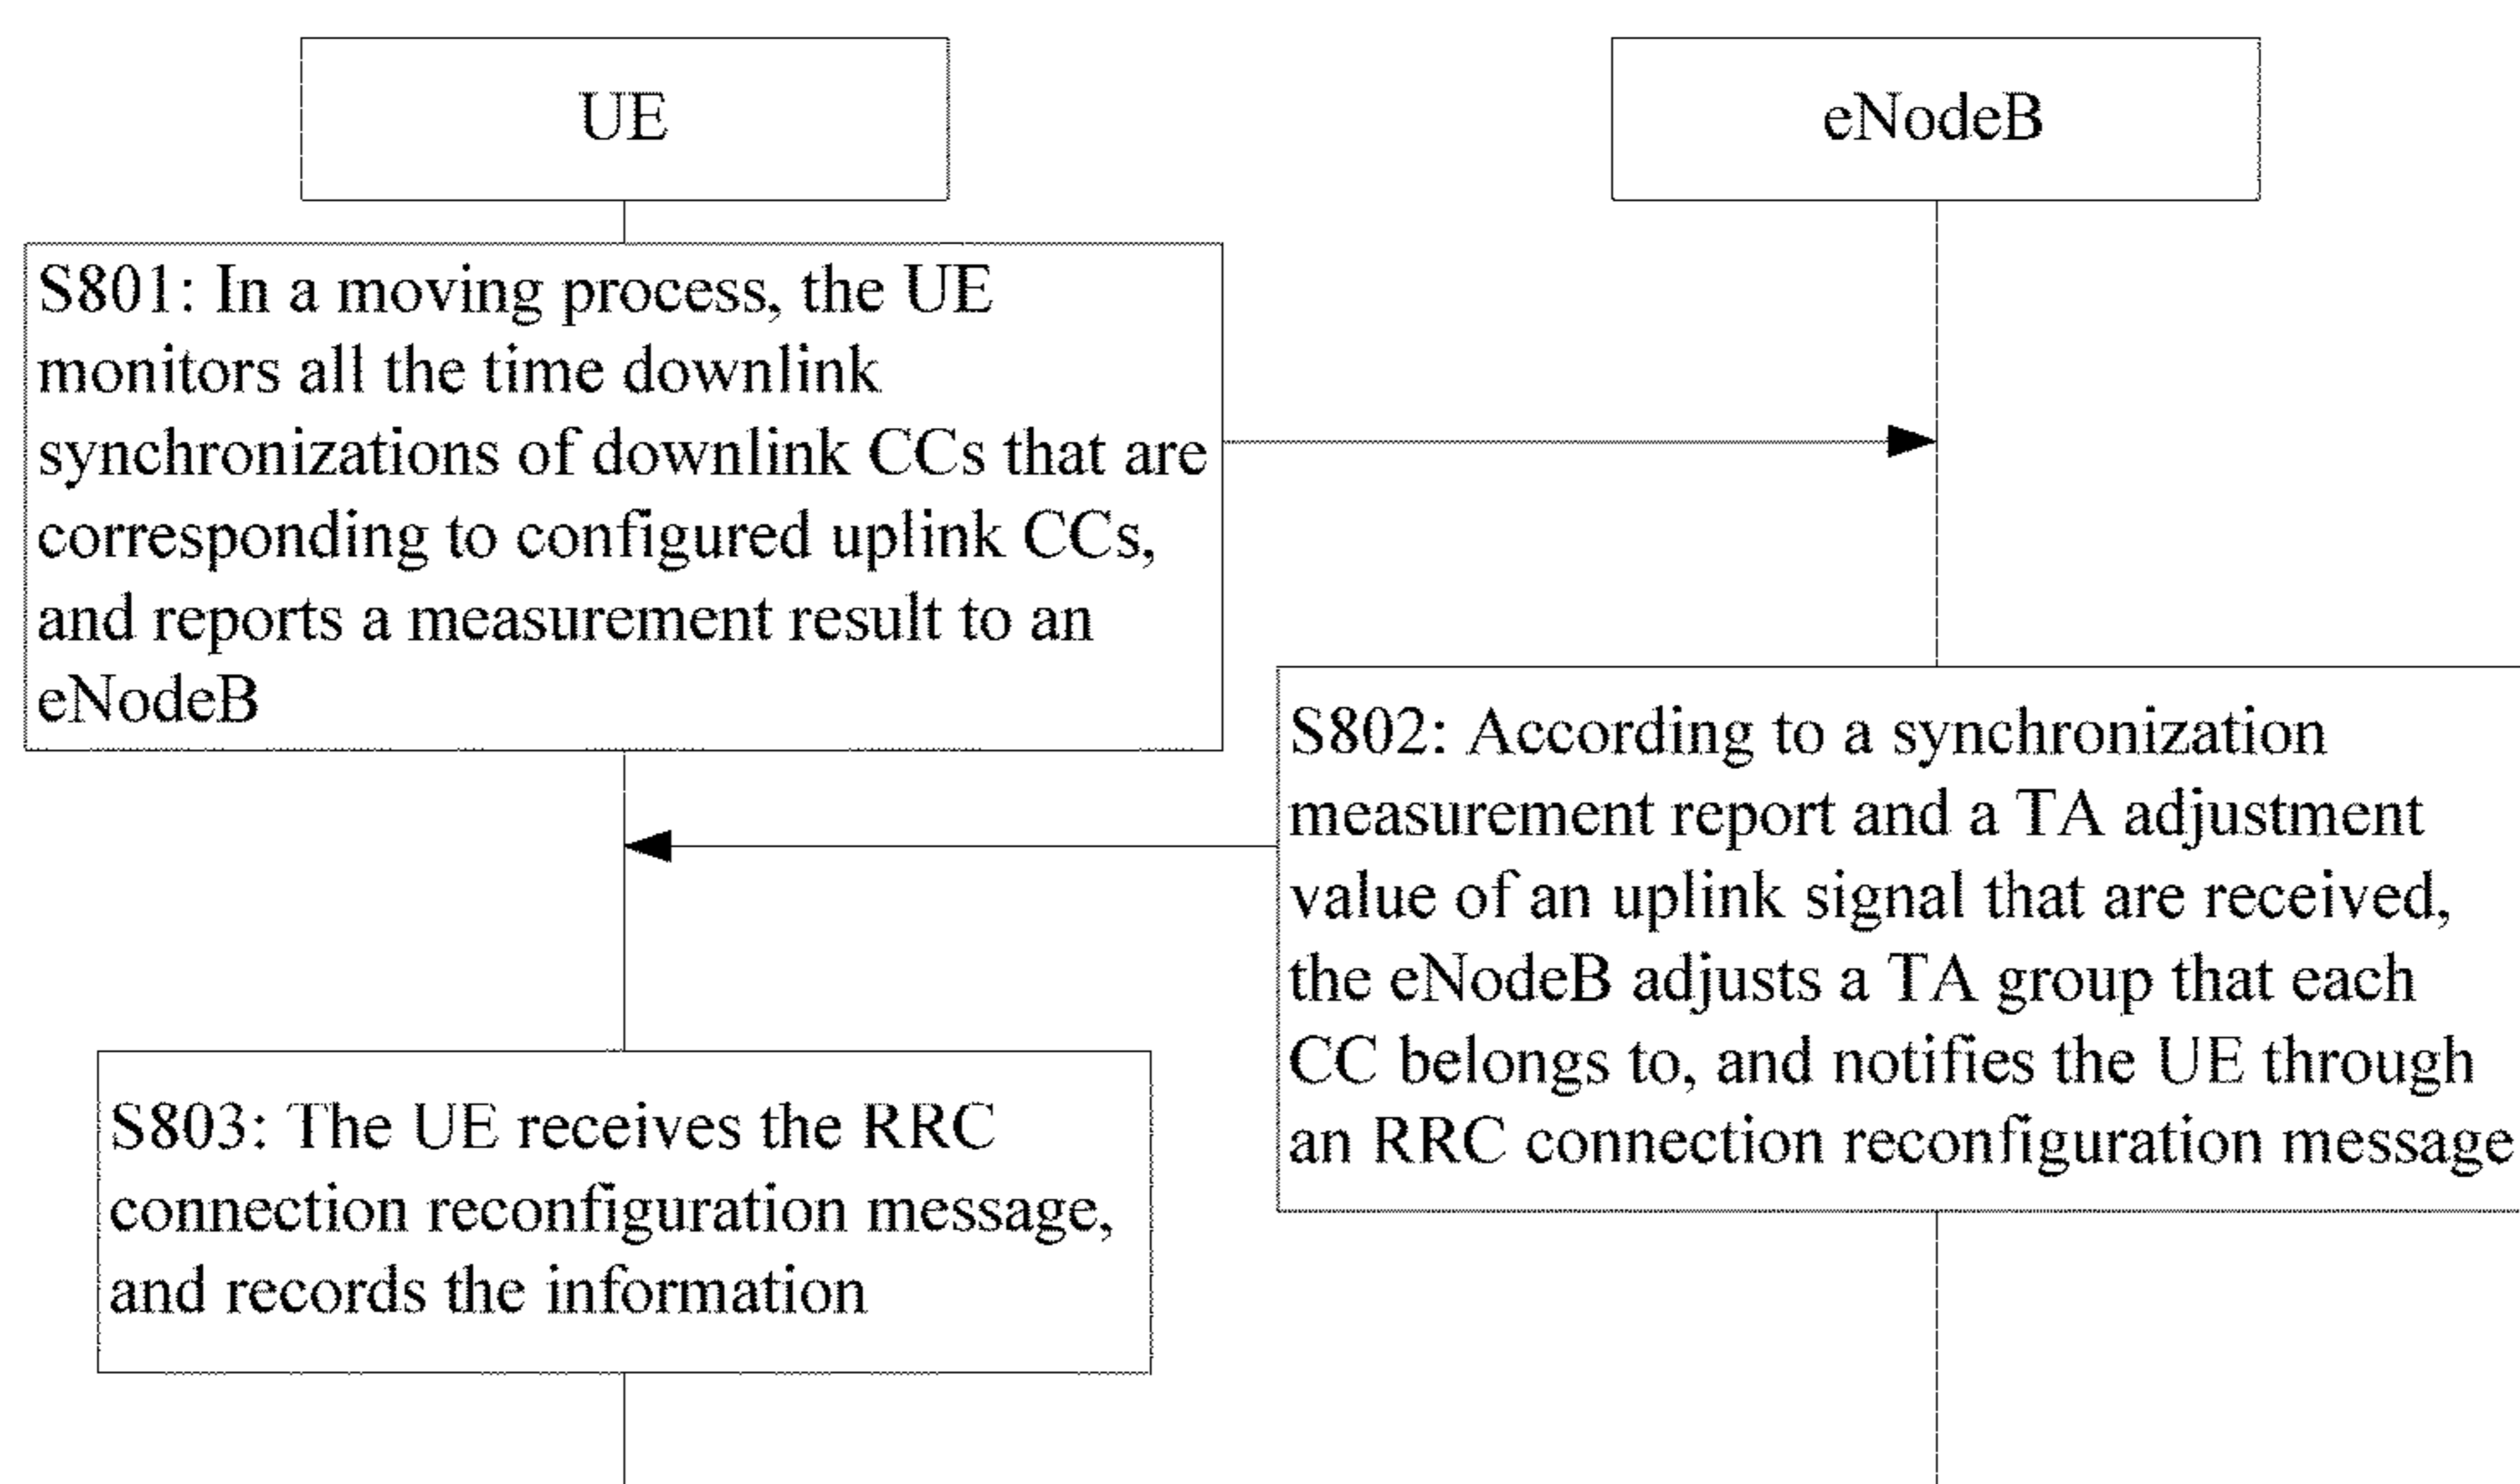 UE
eNodeB
S801: In a moving process, the UE
monitors all the time downlink
synchronizations of downlink CCs that are
corresponding to configured uplink CCs,
and reports a measurement result to an
eNodeB
S802: According to a synchronization
measurement report and a TA adjustment
value of an uplink signal that are received,
the eNodeB adjusts a TA group that each
CC belongs to, and notifies the UE through
an RRC connection reconfiguration message
S803: The UE receives the RRC
connection reconfiguration message,
and records the information